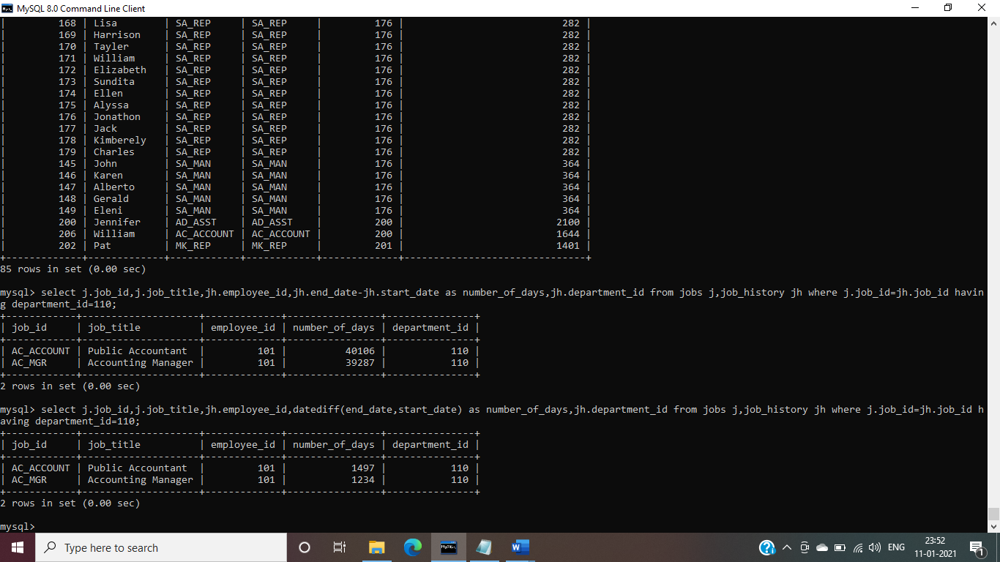 MySQL 8.0 Command Line Client
|         168 | Lisa        | SA_REP     | SA_REP     |         176 |                           282 |
|         169 | Harrison    | SA_REP     | SA_REP     |         176 |                           282 |
|         170 | Tayler      | SA_REP     | SA_REP     |         176 |                           282 |
|         171 | William     | SA_REP     | SA_REP     |         176 |                           282 |
|         172 | Elizabeth   | SA_REP     | SA_REP     |         176 |                           282 |
|         173 | Sundita     | SA_REP     | SA_REP     |         176 |                           282 |
|         174 | Ellen       | SA_REP     | SA_REP     |         176 |                           282 |
|         175 | Alyssa      | SA_REP     | SA_REP     |         176 |                           282 |
|         176 | Jonathon    | SA_REP     | SA_REP     |         176 |                           282 |
|         177 | Jack        | SA_REP     | SA_REP     |         176 |                           282 |
|         178 | Kimberely   | SA_REP     | SA_REP     |         176 |                           282 |
|         179 | Charles     | SA_REP     | SA_REP     |         176 |                           282 |
|         145 | John        | SA_MAN     | SA_MAN     |         176 |                           364 |
|         146 | Karen       | SA_MAN     | SA_MAN     |         176 |                           364 |
|         147 | Alberto     | SA_MAN     | SA_MAN     |         176 |                           364 |
|         148 | Gerald      | SA_MAN     | SA_MAN     |         176 |                           364 |
|         149 | Eleni       | SA_MAN     | SA_MAN     |         176 |                           364 |
|         200 | Jennifer    | AD_ASST    | AD_ASST    |         200 |                          2100 |
|         206 | William     | AC_ACCOUNT | AC_ACCOUNT |         200 |                          1644 |
|         202 | Pat         | MK_REP     | MK_REP     |         201 |                          1401 |
+-------------+-------------+------------+------------+-------------+-------------------------------+
85 rows in set (0.00 sec)
mysql> select j.job_id,j.job_title,jh.employee_id,jh.end_date-jh.start_date as number_of_days,jh.department_id from jobs j,job_history jh where j.job_id=jh.job_id havin
g department_id=110;
+------------+--------------------+-------------+----------------+---------------+
| job_id     | job_title          | employee_id | number_of_days | department_id |
+------------+--------------------+-------------+----------------+---------------+
| AC_ACCOUNT | Public Accountant  |         101 |          40106 |           110 |
| AC_MGR     | Accounting Manager |         101 |          39287 |           110 |
+------------+--------------------+-------------+----------------+---------------+
2 rows in set (0.00 sec)
mysql> select j.job_id,j.job_title,jh.employee_id,datediff(end_date,start_date) as number_of_days,jh.department_id from jobs j,job_history jh where j.job_id=jh.job_id h
aving department_id=110;
+------------+--------------------+-------------+----------------+---------------+
| job_id     | job_title          | employee_id | number_of_days | department_id |
+------------+--------------------+-------------+----------------+---------------+
| AC_ACCOUNT | Public Accountant  |         101 |           1497 |           110 |
| AC_MGR     | Accounting Manager |         101 |           1234 |           110 |
+------------+--------------------+-------------+----------------+---------------+
2 rows in set (0.00 sec)
mysql>
Type here to search
ENG
23:52
11-01-2021
1